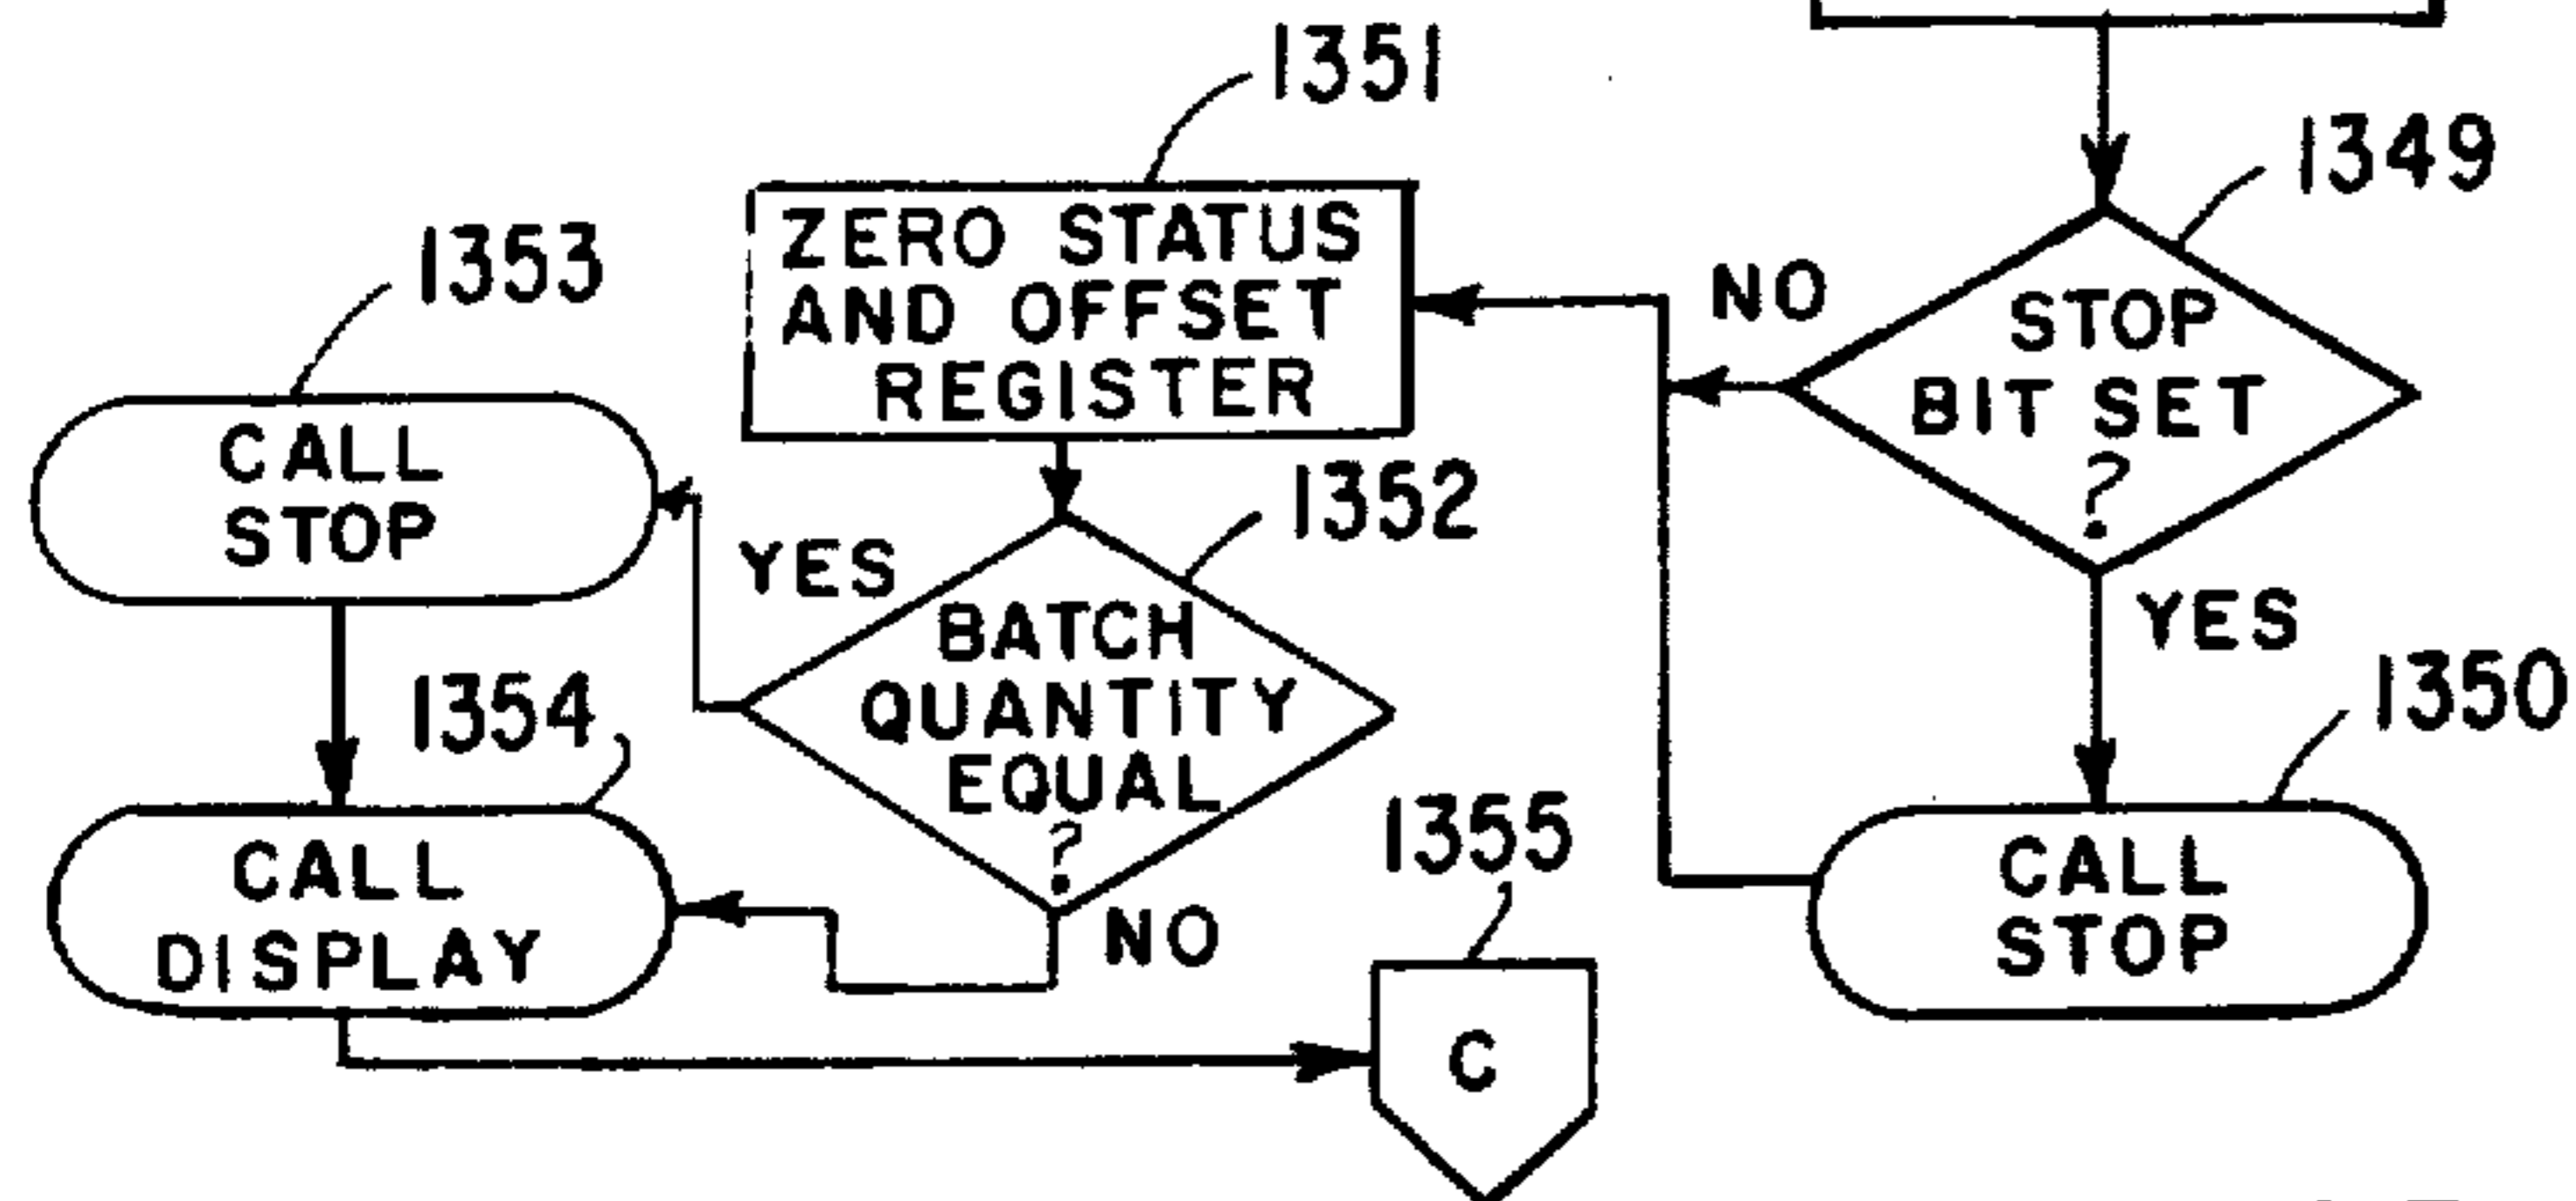 1351
1349
ZERO STATUS
AND OFFSET
REGISTER
NO
STOP
BIT SET
?
1353
CALL
STOP
1352
YES
BATCH
QUANTITY
EQUAL
?
NO
YES
1350
CALL
STOP
1354
CALL
DISPLAY
1355
C